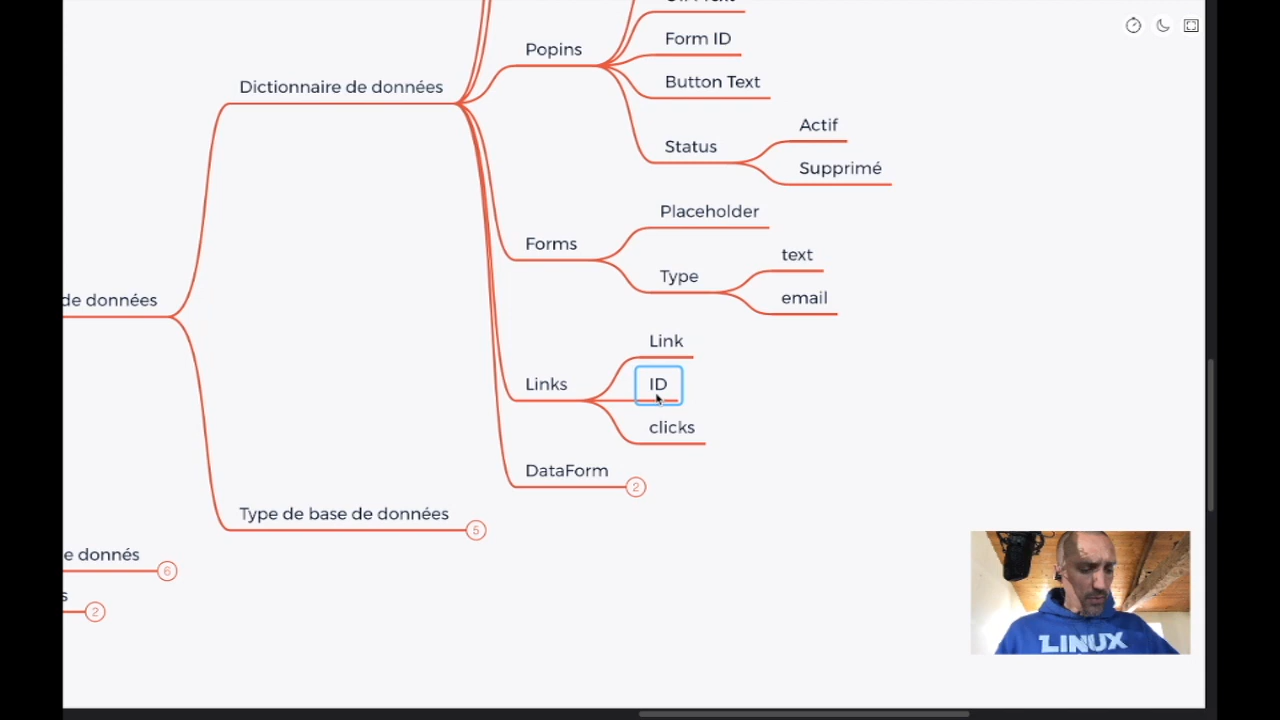 Form ID
Popins
Button Text
Dictionnaire de données
Actif
Status
Supprimé
Placeholder
Forms
text
Type
email
de données
Link
Links
ID
clicks
DataForm
2
Type de base de données
5
e donnés
6
s
2
LINUX